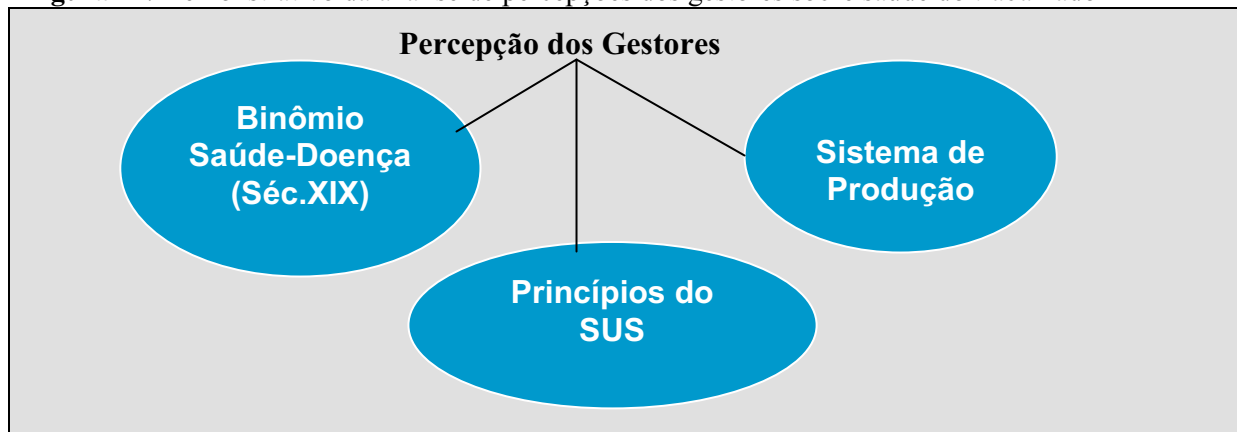 Percepção dos Gestores
Binômio
Saúde-Doença
(Séc.XIX)
Sistema de
Produção
Princípios do
SUS